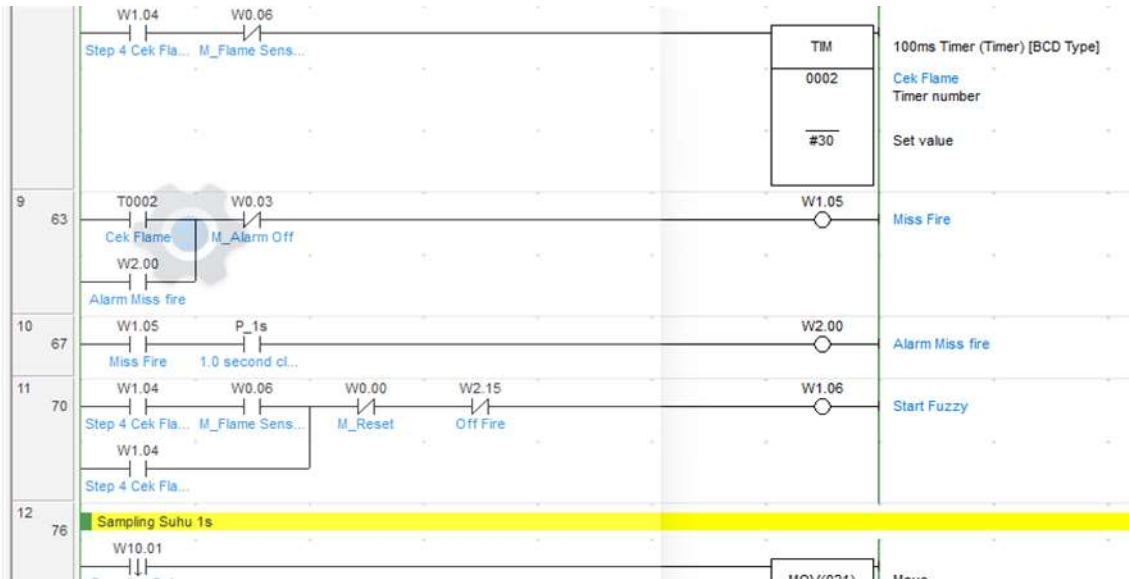 W1.04 W0.06
Step 4 Cek Fla... M_Flame Sens...
TIM 100ms Timer (Timer) [BCD Type]
0002 Cek Flame
Timer number
#30 Set value
9 T0002 W0.03 W1.05
63 Miss Fire
Cek Flame M_Alarm Off
W2.00
Alarm Miss fire
10 W1.05 P_1s W2.00
67 Alarm Miss fire
Miss Fire 1.0 second cl...
11 W1.04 W0.06 W0.00 W2.15 W1.06
70 Start Fuzzy
Step 4 Cek Fla... M_Flame Sens... M_Reset Off Fire
W1.04
Step 4 Cek Fla...
12 Sampling Suhu 1s
76
W10.01
MOV(021) Move